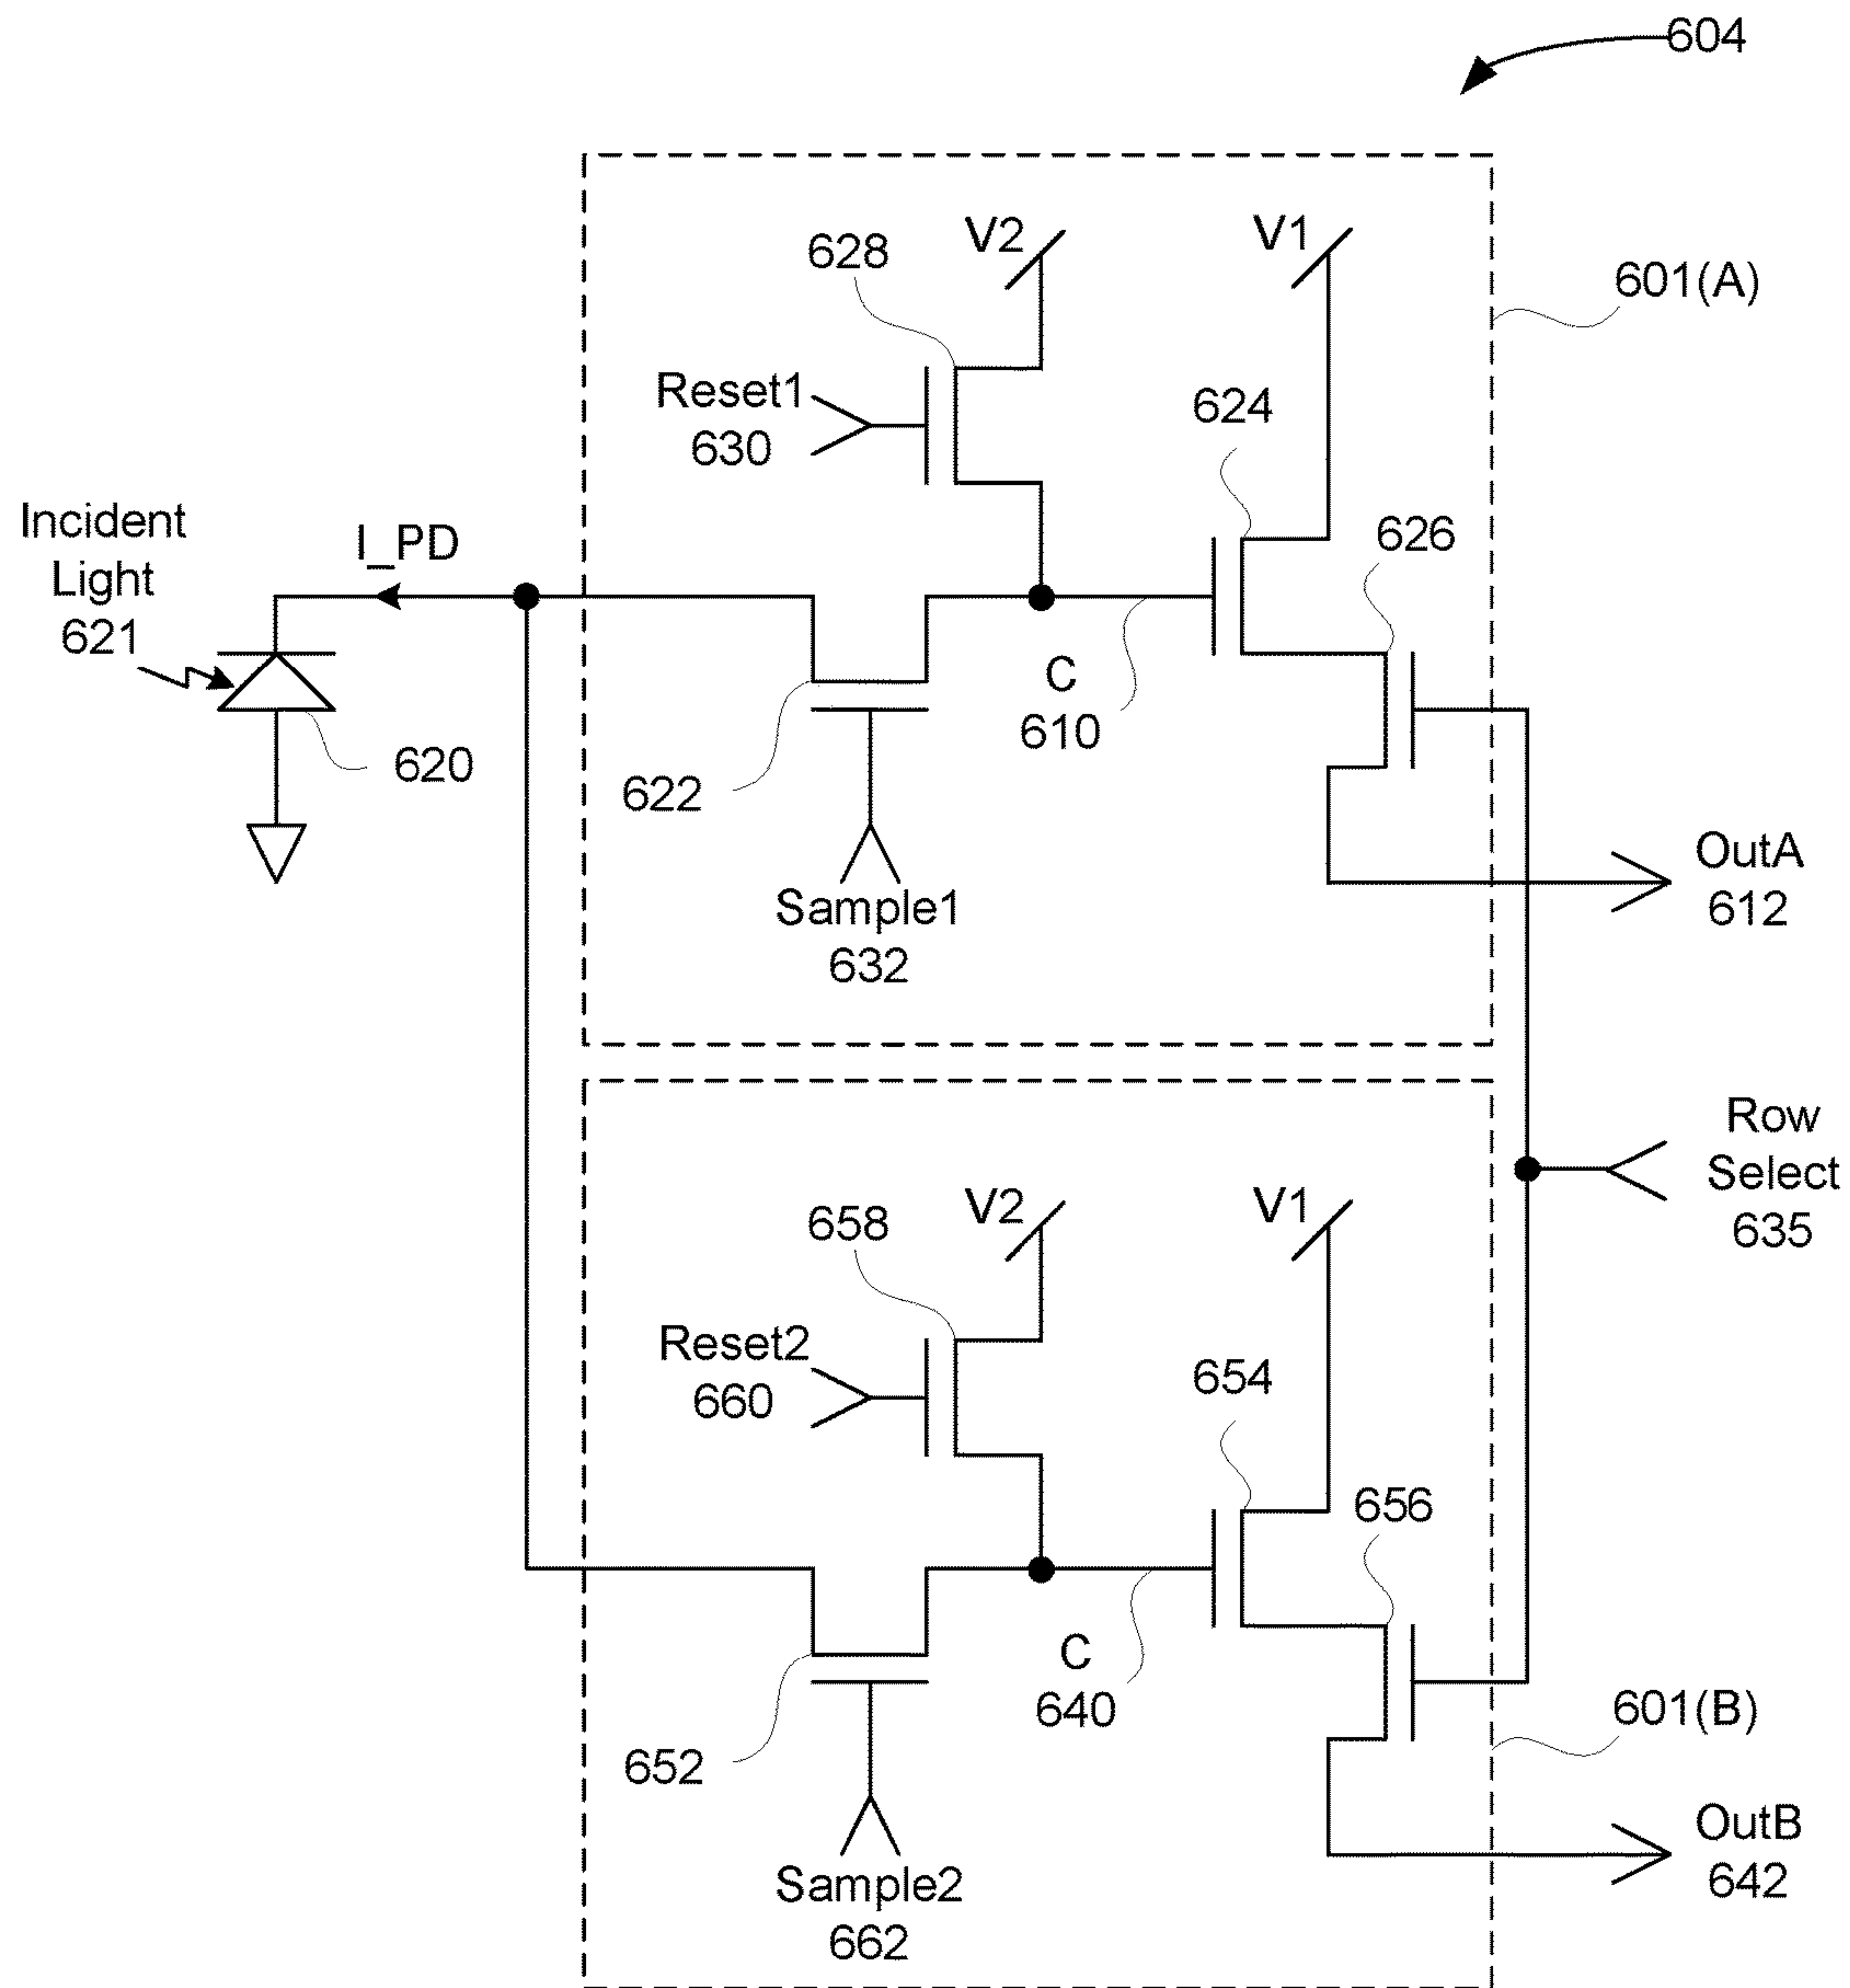 604
V2
V1
628
601(A)
Reset1
630
624
626
Incident
Light
621
I_PD
C
610
620
622
OutA
612
Sample1
632
Row
Select
635
V2
V1
658
Reset2
660
654
656
C
640
601(B)
652
OutB
642
Sample2
662